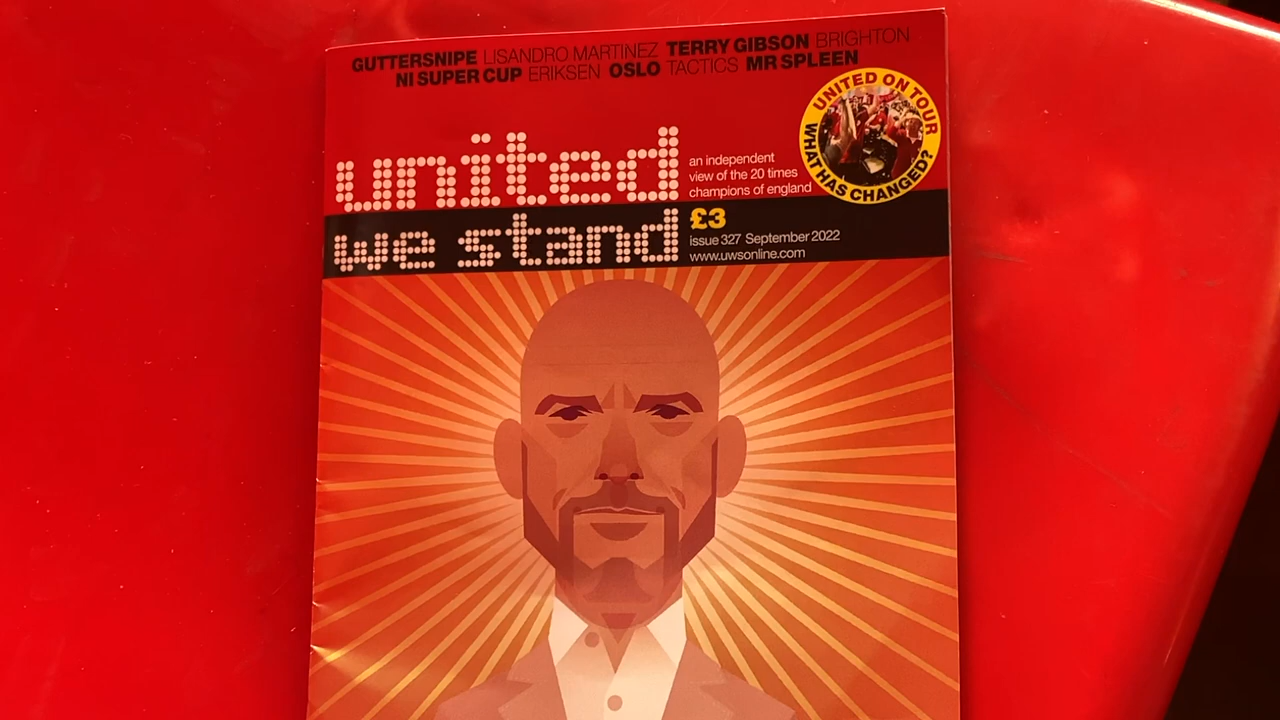 GUTTERSNIPE LISANDRO MARTINEZ TERRY GIBSON BRIGHTON
NI SUPER CUP ERIKSEN OSLO TACTICS MR SPLEEN
UNITED ON TOUR
WHAT HAS CHANGED?
united
an independent
view of the 20 times
champions of england
we stand
£3
issue 327 September 2022
www.uwsonline.com